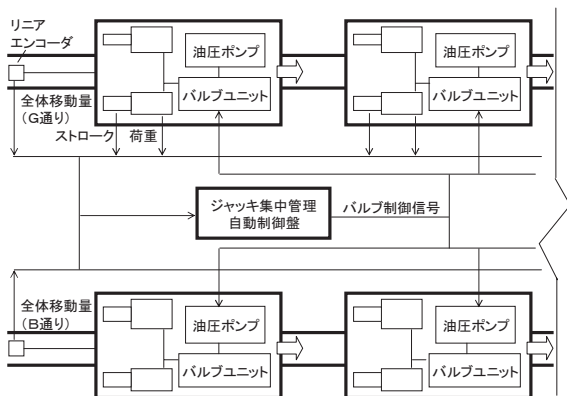 リニア
エンコーダ
油圧ポンプ
バルブユニット
油圧ポンプ
バルブユニット
全体移動量
(G通り)
ストローク
荷重
ジャッキ集中管理
自動制御盤
バルブ制御信号
全体移動量
(B通り)
油圧ポンプ
バルブユニット
油圧ポンプ
バルブユニット